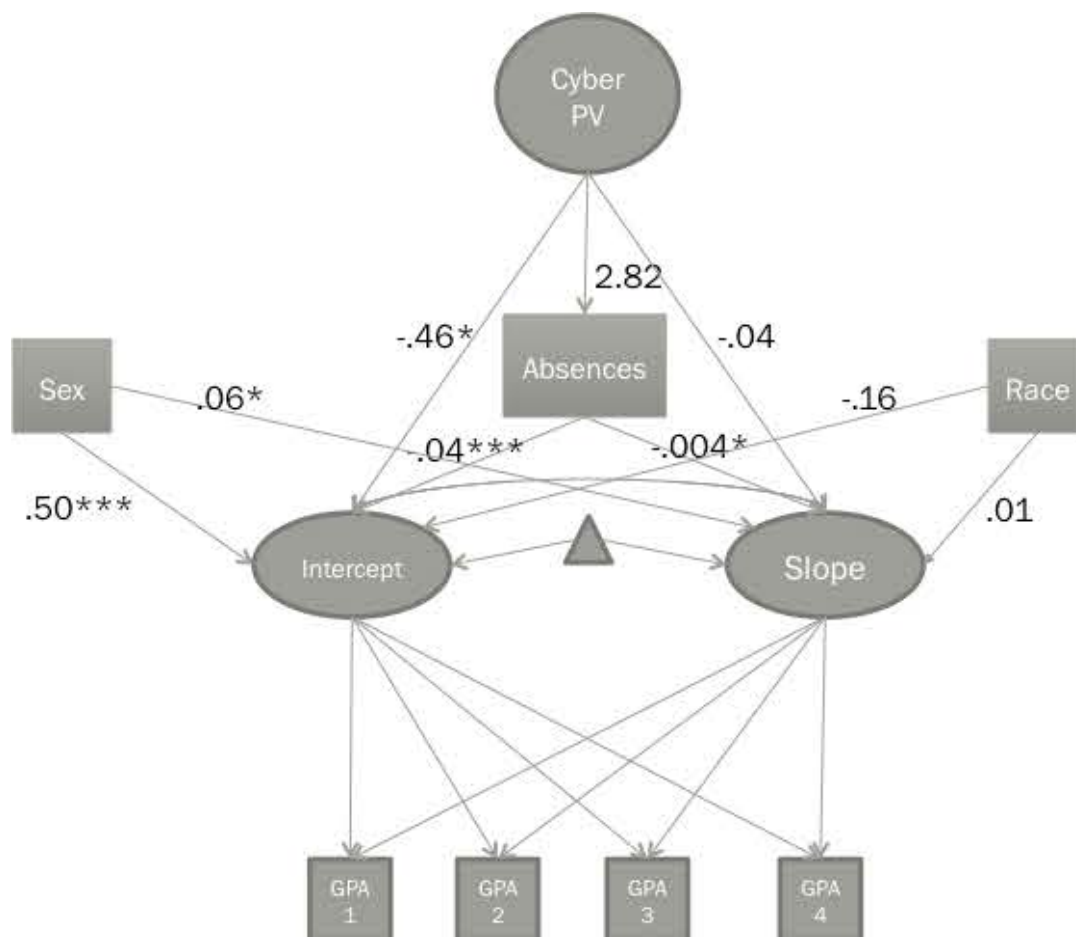 Cyber
PV
2.82
-.46*
-.04
Sex
Absences
Race
.06*
-.16
-.04***
-.004*
.50***
.01
Intercept
Slope
GPA
1
GPA
2
GPA
3
GPA
4